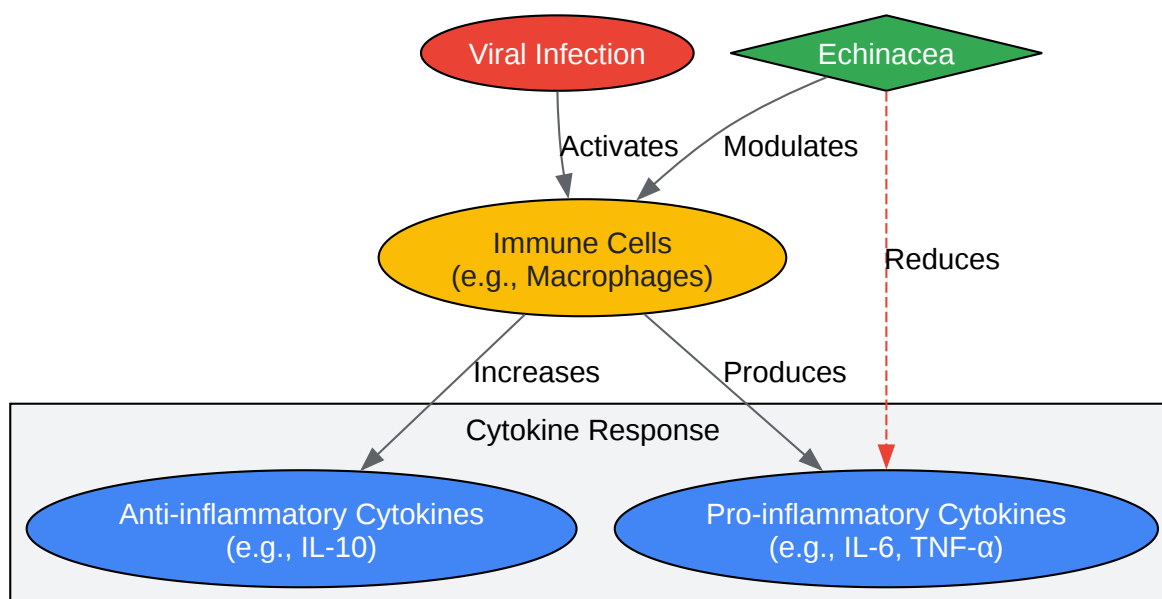 Viral Infection
Echinacea
Activates
Modulates
Immune Cells
(e.g., Macrophages)
Reduces
Increases
Produces
Cytokine Response
Anti-inflammatory Cytokines
(e.g., IL-10)
Pro-inflammatory Cytokines
(e.g., IL-6, TNF-α)